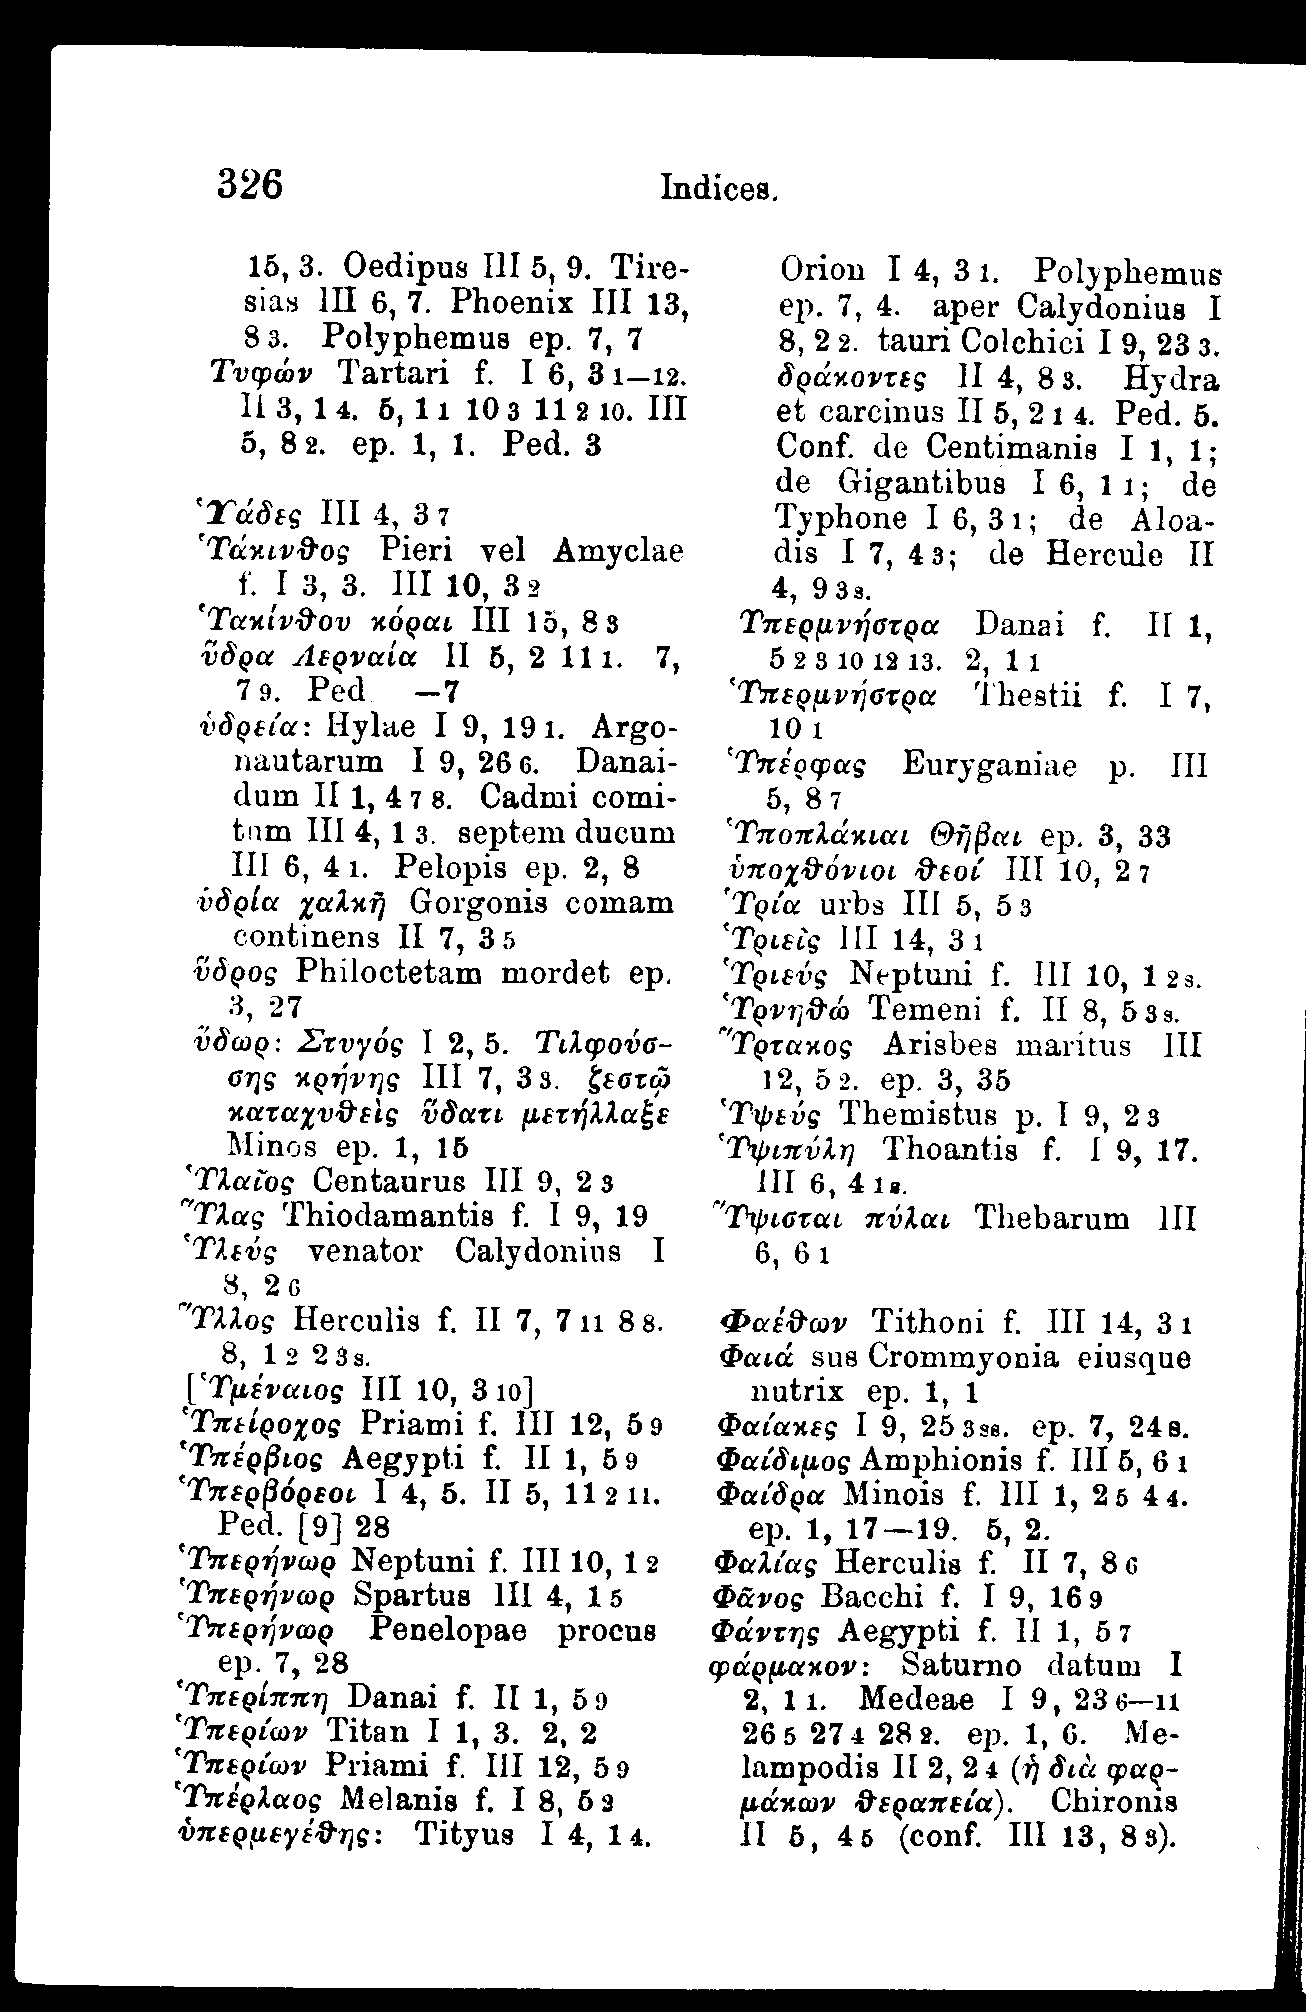 326 Indices.
15, 3. Oedipus III 5, 9. Tire-
sias III 6, 7. Phoenix III 13,
8 3. Polyphemus ep. 7, 7
Τυφών Tartari f. I 6, 3 1—12.
II 3, 1 4. 5, 11 10 3 11 2 10. III
5, 8 2. ep. 1, 1. Ped. 3
Ὑάδες III 4, 3 7
Ὑάκινθος Pieri vel Amyclae
f. I 3, 3. III 10, 3 2
Ὑακίνθου κόραι III 15, 8 3
ὕδρα Λερναία II 5, 2 11 1. 7,
7 9. Ped —7
ὑδρεία: Hylae I 9, 19 1. Argo-
nautarum I 9, 26 6. Danai-
dum II 1, 4 7 8. Cadmi comi-
tum III 4, 1 3. septem ducum
III 6, 4 1. Pelopis ep. 2, 8
ὑδρία χαλκῆ Gorgonis comam
continens II 7, 3 5
ὕδρος Philoctetam mordet ep.
3, 27
ὕδωρ: Στυγός I 2, 5. Τιλφούσ-
σης κρήνης III 7, 3 3. ζεστῷ
καταχυθεὶς ὕδατι μετήλλαξε
Minos ep. 1, 15
Ὑλαῖος Centaurus III 9, 2 3
Ὕλας Thiodamantis f. I 9, 19
Ὑλεύς venator Calydonius I
8, 2 6
Ὕλλος Herculis f. II 7, 7 11 8 8.
8, 1 2 2 3 s.
[Ὑμέναιος III 10, 3 10]
Ὑπείροχος Priami f. III 12, 5 9
Ὑπέρβιος Aegypti f. II 1, 5 9
Ὑπερβόρεοι I 4, 5. II 5, 11 2 11.
Ped. [9] 28
Ὑπερήνωρ Neptuni f. III 10, 1 2
Ὑπερήνωρ Spartus III 4, 1 5
Ὑπερήνωρ Penelopae procus
ep. 7, 28
Ὑπερίππη Danai f. II 1, 5 9
Ὑπερίων Titan I 1, 3. 2, 2
Ὑπερίων Priami f. III 12, 5 9
Ὑπέρλαος Melanis f. I 8, 5 2
ὑπερμεγέθης: Tityus I 4, 1 4.
Orion I 4, 3 1. Polyphemus
ep. 7, 4. aper Calydonius I
8, 2 2. tauri Colchici I 9, 23 3.
δράκοντες II 4, 8 3. Hydra
et carcinus II 5, 2 1 4. Ped. 5.
Conf. de Centimanis I 1, 1;
de Gigantibus I 6, 1 1; de
Typhone I 6, 3 1; de Aloa-
dis I 7, 4 3; de Hercule II
4, 9 3 s.
Ὑπερμνήστρα Danai f. II 1,
5 2 3 10 12 13. 2, 1 1
Ὑπερμνήστρα Thestii f. I 7,
10 1
Ὑπέρφας Euryganiae p. III
5, 8 7
Ὑποπλάκιαι Θῆβαι ep. 3, 33
ὑποχθόνιοι θεοί III 10, 2 7
Ὑρία urbs III 5, 5 3
Ὑριεῖς III 14, 3 1
Ὑριεύς Neptuni f. III 10, 1 2 s.
Ὑρνηθώ Temeni f. II 8, 5 3 s.
Ὕρτακος Arisbes maritus III
12, 5 2. ep. 3, 35
Ὑψεύς Themistus p. I 9, 2 3
Ὑψιπύλη Thoantis f. I 9, 17.
III 6, 4 1 s.
Ὕψισται πύλαι Thebarum III
6, 6 1
Φαέθων Tithoni f. III 14, 3 1
Φαιά sus Crommyonia eiusque
nutrix ep. 1, 1
Φαίακες I 9, 25 3 ss. ep. 7, 24 s.
Φαίδιμος Amphionis f. III 5, 6 1
Φαίδρα Minois f. III 1, 2 5 4 4.
ep. 1, 17—19. 5, 2.
Φαλίας Herculis f. II 7, 8 6
Φᾶνος Bacchi f. I 9, 16 9
Φάντης Aegypti f. II 1, 5 7
φάρμακον: Saturno datum I
2, 1 1. Medeae I 9, 23 6—11
26 5 27 4 28 2. ep. 1, 6. Me-
lampodis II 2, 2 4 (ἡ διὰ φαρ-
μάκων θεραπεία). Chironis
II 5, 4 5 (conf. III 13, 8 3).